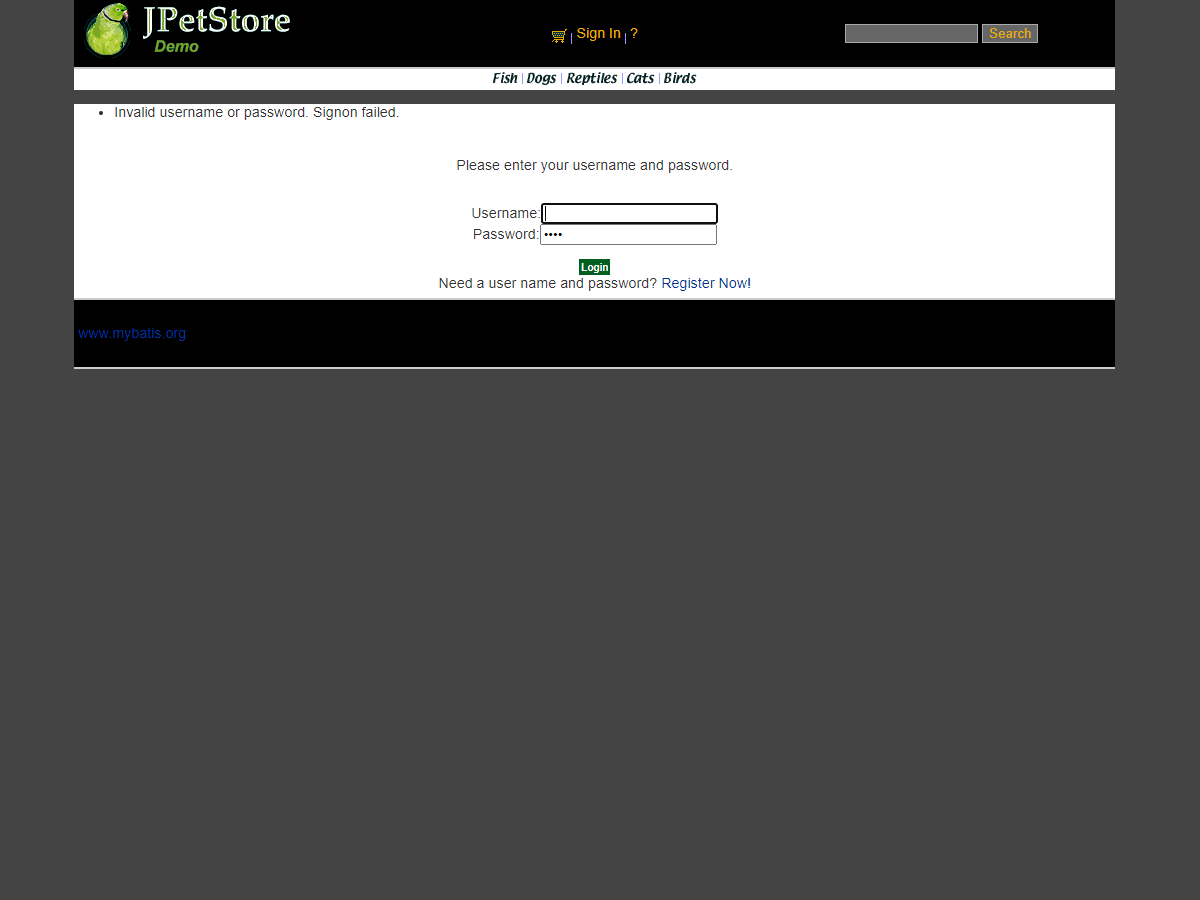 JPetStore
Demo
| Sign In | ?
Search
Fish | Dogs | Reptiles | Cats | Birds
• Invalid username or password. Signon failed.
Please enter your username and password.
Username:
Password: ••••
Login
Need a user name and password? Register Now!
www.mybatis.org